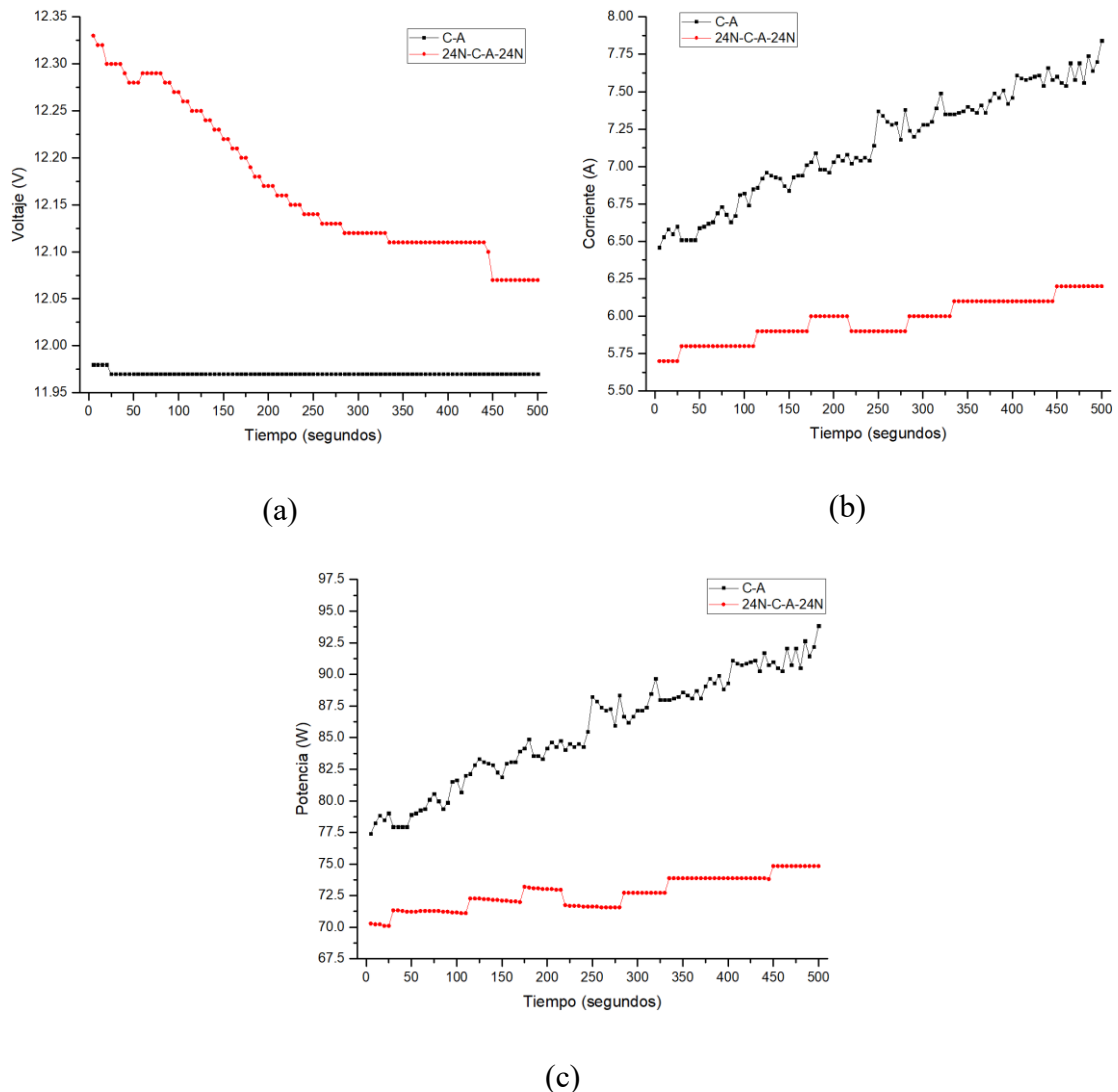 12.35
12.30
12.25
12.20
12.15
12.10
12.05
12.00
11.95
Voltaje (V)
C-A
24N-C-A-24N
0 50 100 150 200 250 300 350 400 450 500
Tiempo (segundos)
(a)
8.00
7.75
7.50
7.25
7.00
6.75
6.50
6.25
6.00
5.75
5.50
Corriente (A)
C-A
24N-C-A-24N
0 50 100 150 200 250 300 350 400 450 500
Tiempo (segundos)
(b)
97.5
95.0
92.5
90.0
87.5
85.0
82.5
80.0
77.5
75.0
72.5
70.0
67.5
Potencia (W)
C-A
24N-C-A-24N
0 50 100 150 200 250 300 350 400 450 500
Tiempo (segundos)
(c)